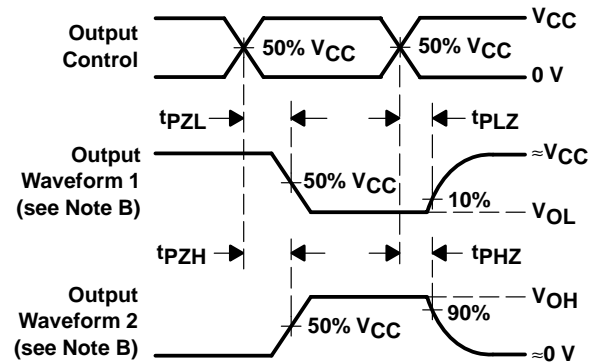 Output
Control
50% VCC
50% VCC
VCC
0 V
tPZL
tPLZ
Output
Waveform 1
(see Note B)
50% VCC
≈VCC
10%
VOL
tPZH
tPHZ
Output
Waveform 2
(see Note B)
50% VCC
VOH
90%
≈0 V